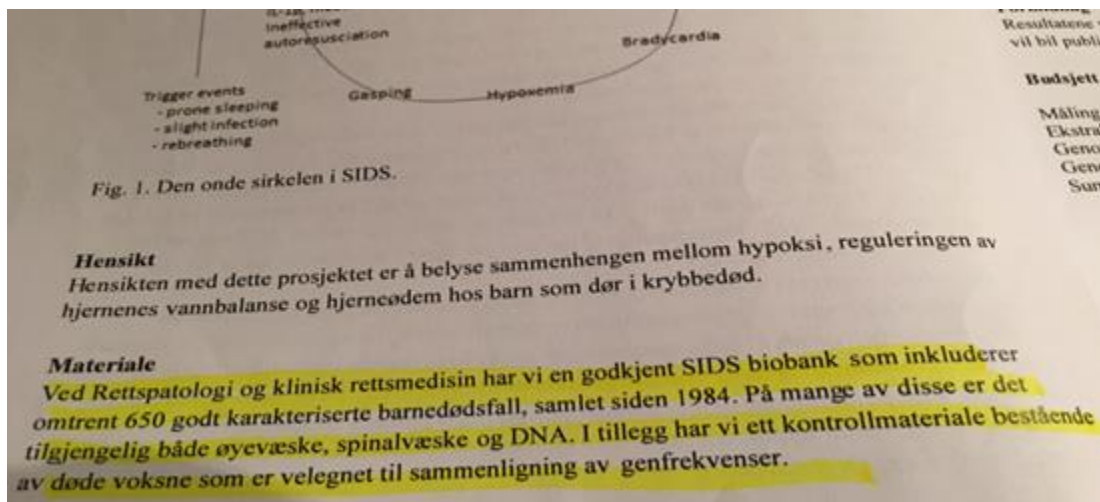 Ineffective
autoresusciation
Bradycardia
Trigger events
- prone sleeping
- slight infection
- rebreathing
Gasping
Hypoxemia
Fig. 1. Den onde sirkelen i SIDS.
Hensikt
Hensikten med dette prosjektet er å belyse sammenhengen mellom hypoksi, reguleringen av
hjernenes vannbalanse og hjerneødem hos barn som dør i krybbedød.
Materiale
Ved Rettspatologi og klinisk rettsmedisin har vi en godkjent SIDS biobank som inkluderer
omtrent 650 godt karakteriserte barnedødsfall, samlet siden 1984. På mange av disse er det
tilgjengelig både øyevæske, spinalvæske og DNA. I tillegg har vi ett kontrollmateriale bestående
av døde voksne som er velegnet til sammenligning av genfrekvenser.
Resultatene
vil bil publi
Budsjett
Måling
Ekstra
Geno
Gen
Sun